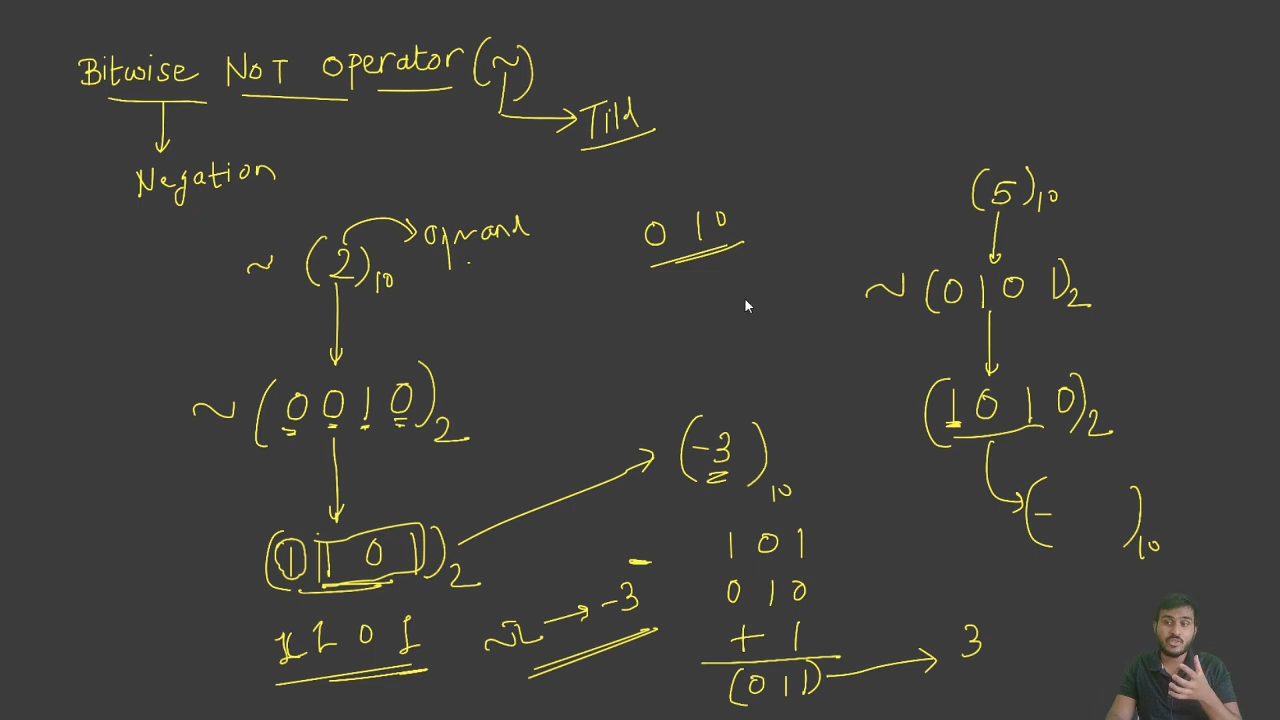 Bitwise NOT Operator (~)
Tild
Negation
~ (2)10
operand
0 1 0
(5)10
~ (0 1 0 1)2
~ (0 0 1 0)2
(1 0 1 0)2
(-3)10
(-   )10
(1 1 0 1)2
1 0 1
0 1 0
+ 1
(0 1 1)
3
1 1 0 1
~2 → -3